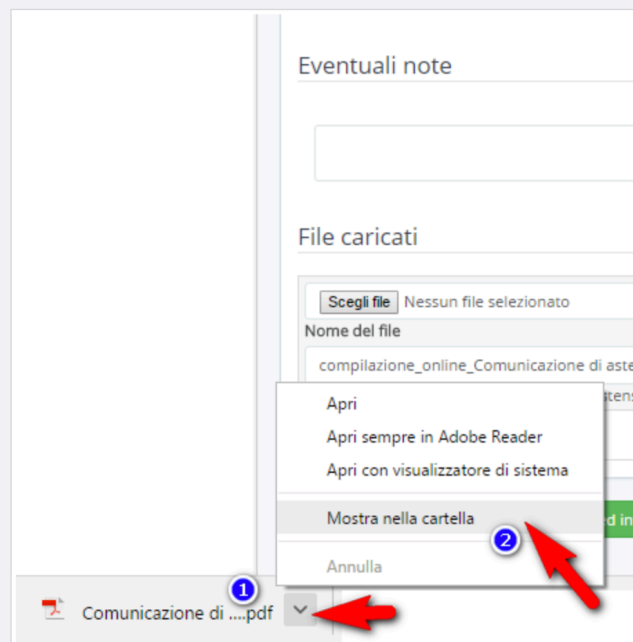 Eventuali note
File caricati
Scegli file Nessun file selezionato
Nome del file
compilazione_online_Comunicazione di aste
Apri
Apri sempre in Adobe Reader
Apri con visualizzatore di sistema
Mostra nella cartella
2
Annulla
1
Comunicazione di ....pdf